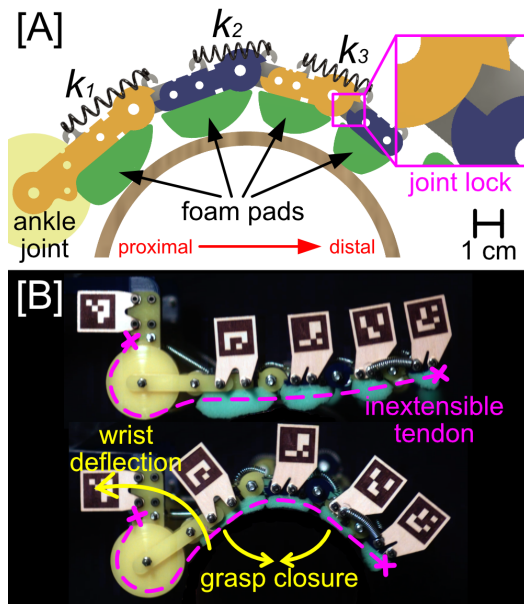 [A]
k₁
k₂
k₃
joint lock
foam pads
ankle
joint
proximal
distal
1 cm
[B]
inextensible
tendon
wrist
deflection
grasp closure